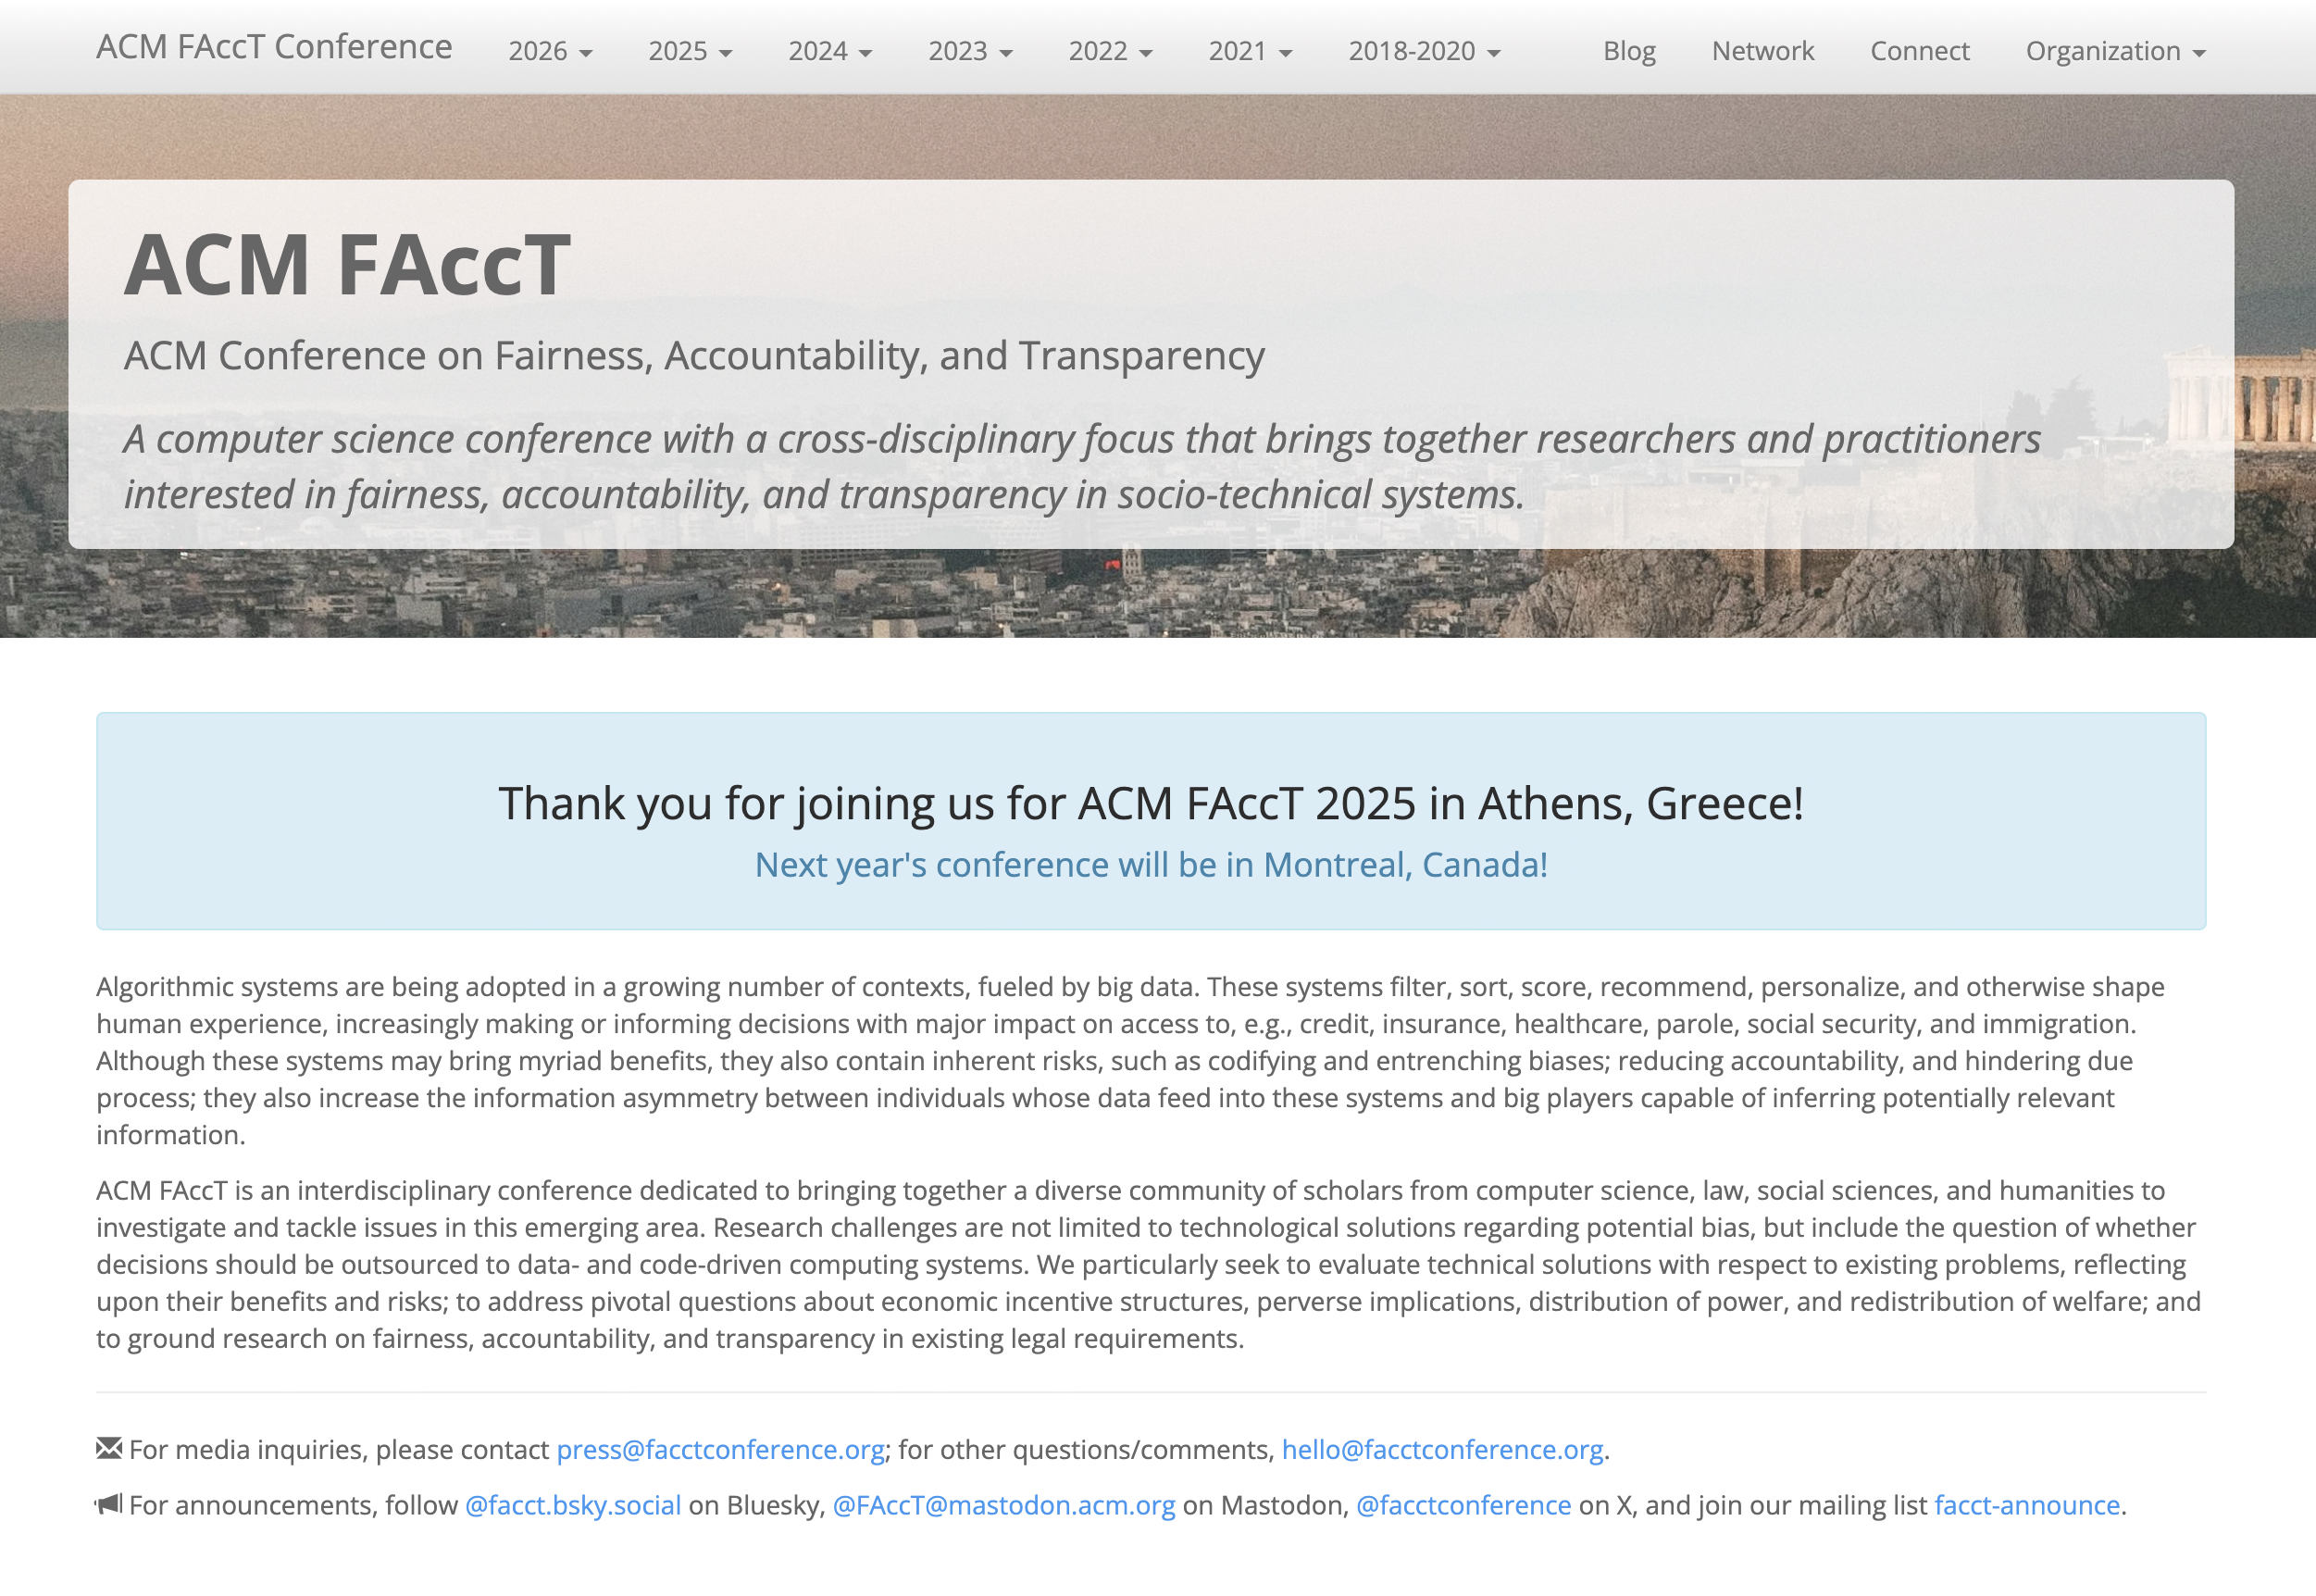 ACM FAccT Conference 2026 2025 2024 2023 2022 2021 2018-2020 Blog Network Connect Organization
ACM FAccT
ACM Conference on Fairness, Accountability, and Transparency
A computer science conference with a cross-disciplinary focus that brings together researchers and practitioners
interested in fairness, accountability, and transparency in socio-technical systems.
Thank you for joining us for ACM FAccT 2025 in Athens, Greece!
Next year's conference will be in Montreal, Canada!
Algorithmic systems are being adopted in a growing number of contexts, fueled by big data. These systems filter, sort, score, recommend, personalize, and otherwise shape
human experience, increasingly making or informing decisions with major impact on access to, e.g., credit, insurance, healthcare, parole, social security, and immigration.
Although these systems may bring myriad benefits, they also contain inherent risks, such as codifying and entrenching biases; reducing accountability, and hindering due
process; they also increase the information asymmetry between individuals whose data feed into these systems and big players capable of inferring potentially relevant
information.
ACM FAccT is an interdisciplinary conference dedicated to bringing together a diverse community of scholars from computer science, law, social sciences, and humanities to
investigate and tackle issues in this emerging area. Research challenges are not limited to technological solutions regarding potential bias, but include the question of whether
decisions should be outsourced to data- and code-driven computing systems. We particularly seek to evaluate technical solutions with respect to existing problems, reflecting
upon their benefits and risks; to address pivotal questions about economic incentive structures, perverse implications, distribution of power, and redistribution of welfare; and
to ground research on fairness, accountability, and transparency in existing legal requirements.
For media inquiries, please contact press@facctconference.org; for other questions/comments, hello@facctconference.org.
For announcements, follow @facct.bsky.social on Bluesky, @FAccT@mastodon.acm.org on Mastodon, @facctconference on X, and join our mailing list facct-announce.